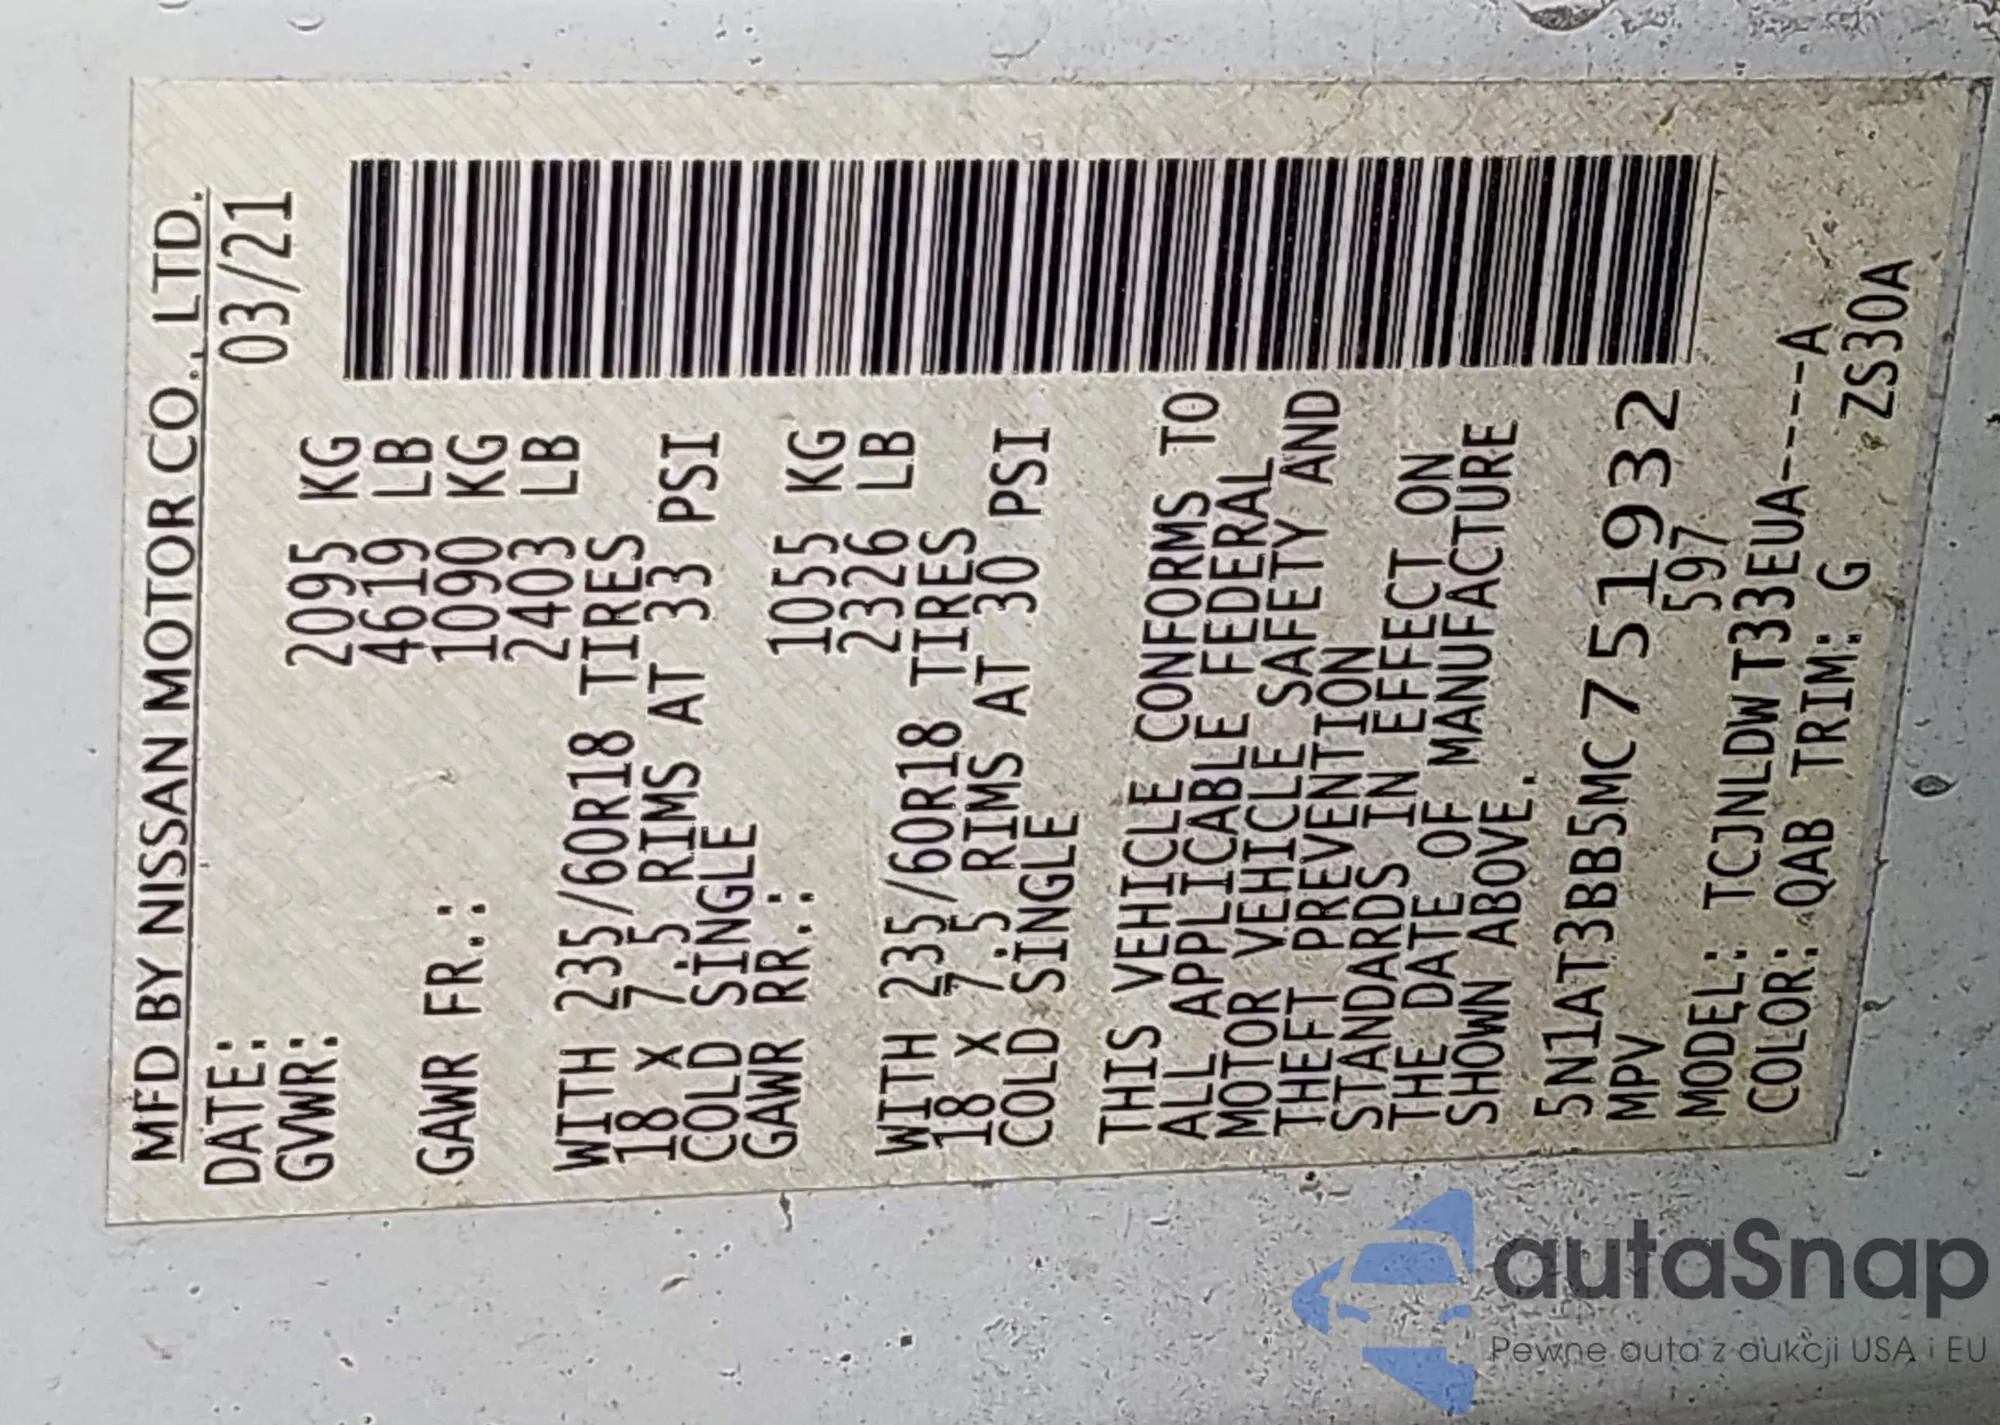 MFD BY NISSAN MOTOR CO., LTD.
DATE: 03/21
GVWR: 2095 KG
4619 LB
GAWR FR.: 1090 KG
2403 LB
WITH 235/60R18 TIRES
18 x 7.5 RIMS AT 33 PSI
COLD SINGLE
GAWR RR.: 1055 KG
2326 LB
WITH 235/60R18 TIRES
18 x 7.5 RIMS AT 30 PSI
COLD SINGLE
THIS VEHICLE CONFORMS TO
ALL APPLICABLE FEDERAL
MOTOR VEHICLE SAFETY AND
THEFT PREVENTION
STANDARDS IN EFFECT ON
THE DATE OF MANUFACTURE
SHOWN ABOVE.
5N1AT3BB5MC751932
MPV 597
MODEL: TCJNLDWT33EUA----A
COLOR: QAB TRIM: G ZS30A
autaSnap
Pewne auta z aukcji USA i EU